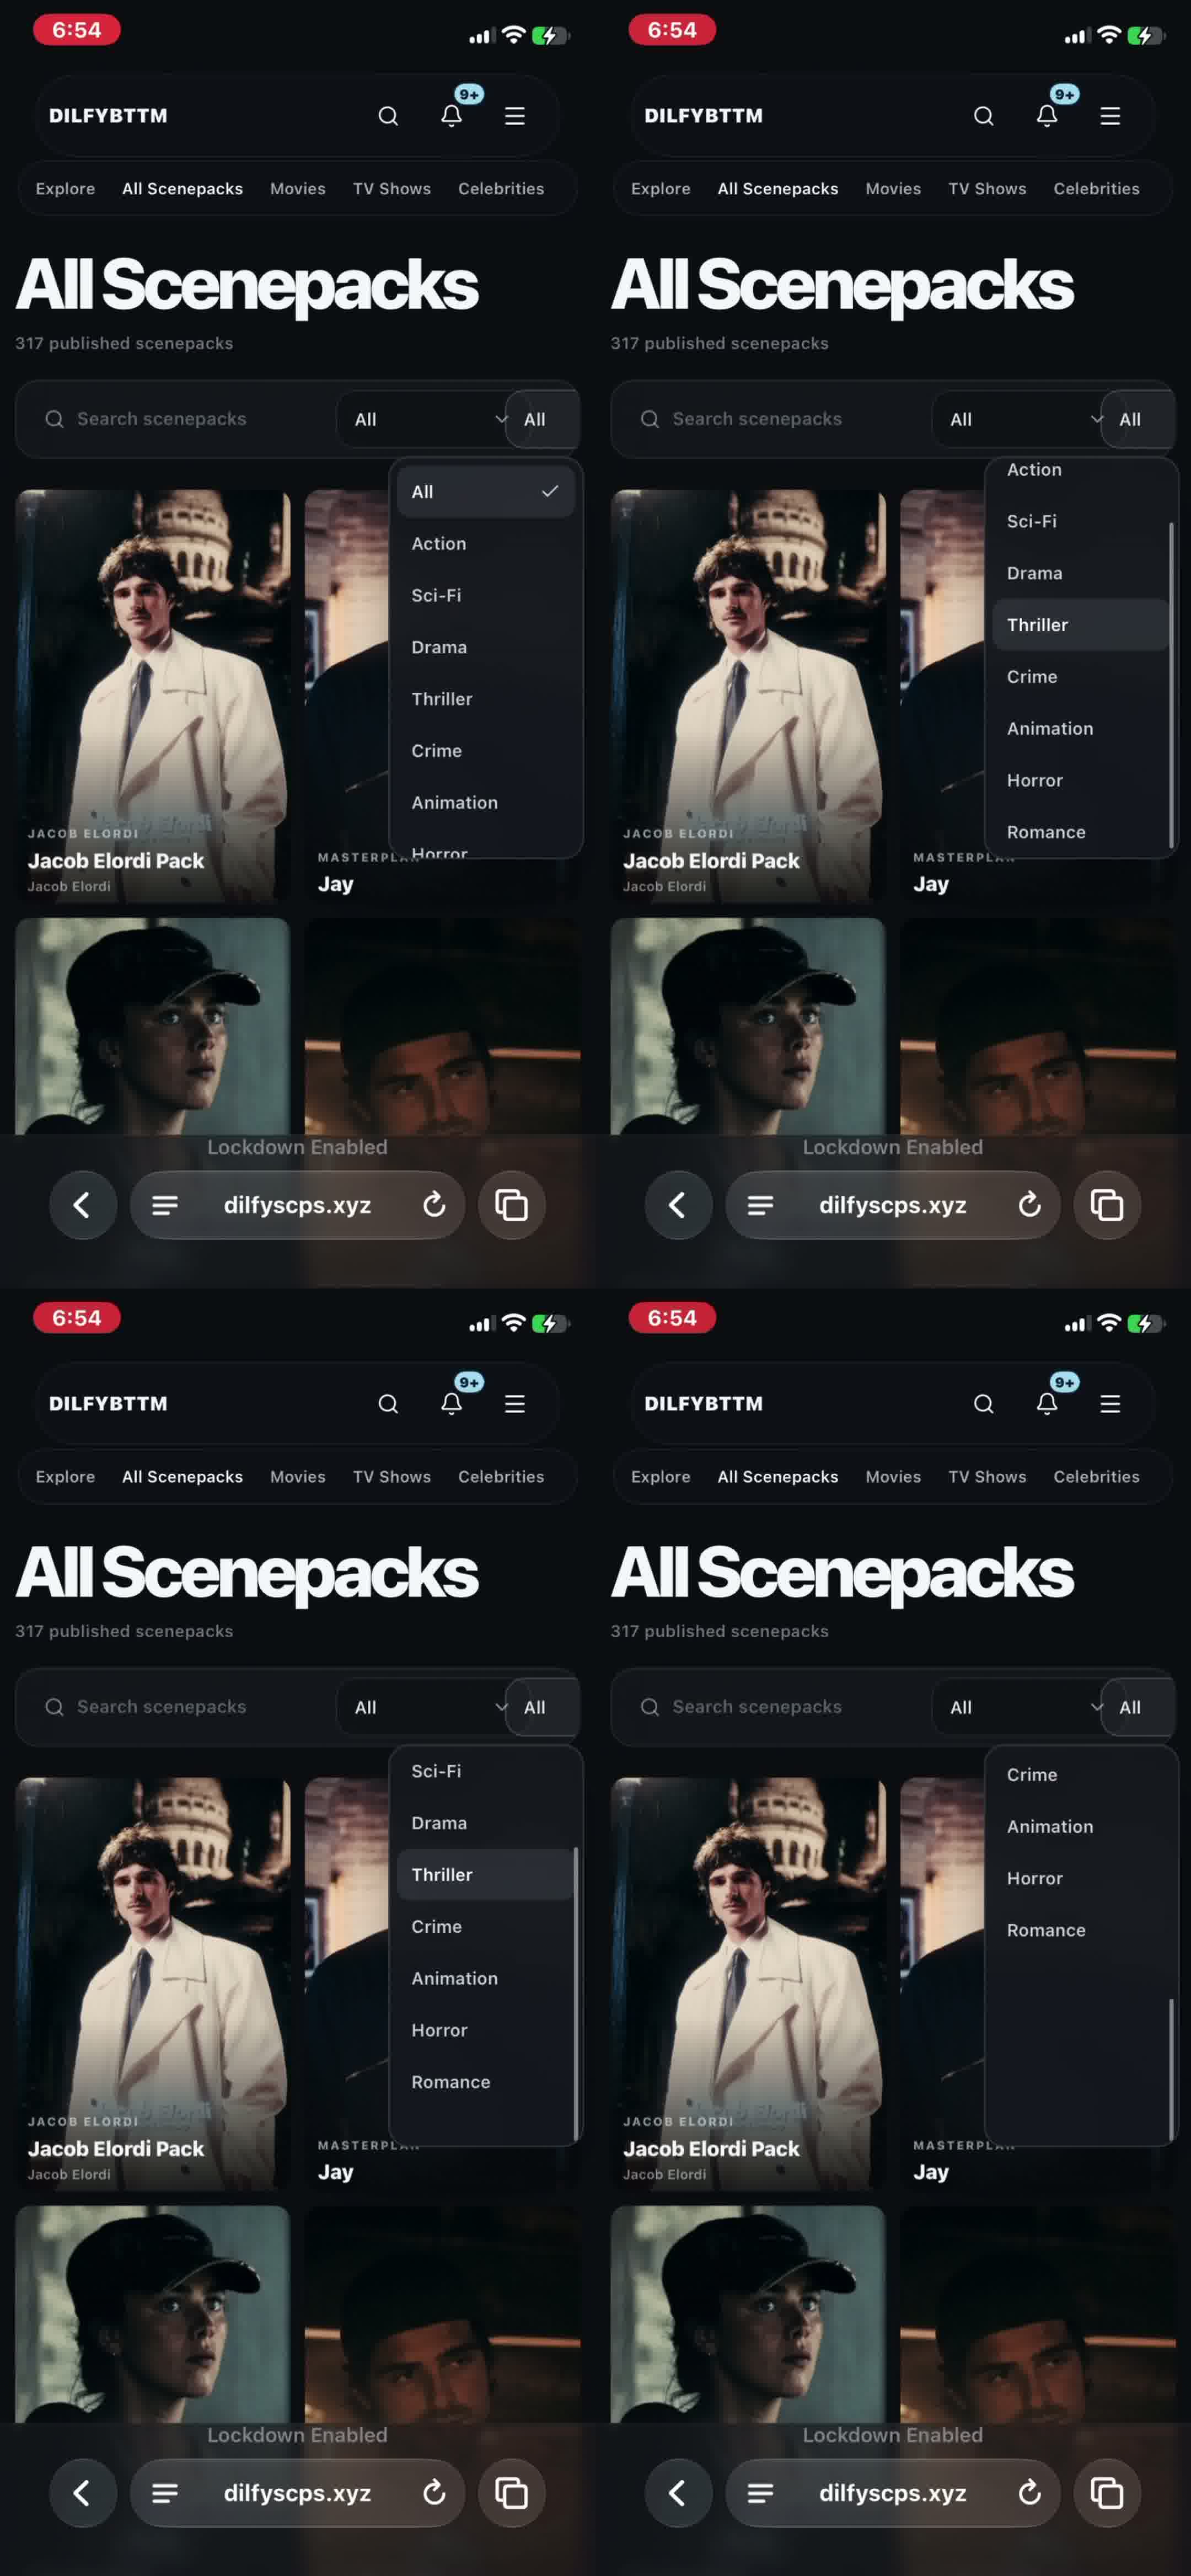 6:54
DILFYBTTM
9+
Explore All Scenepacks Movies TV Shows Celebrities
All Scenepacks
317 published scenepacks
Search scenepacks All All
All
Action
Sci-Fi
Drama
Thriller
Crime
Animation
Horror
JACOB ELORDI
Jacob Elordi Pack
Jacob Elordi
MASTERPLAN
Jay
Lockdown Enabled
dilfyscps.xyz
6:54
DILFYBTTM
9+
Explore All Scenepacks Movies TV Shows Celebrities
All Scenepacks
317 published scenepacks
Search scenepacks All All
Action
Sci-Fi
Drama
Thriller
Crime
Animation
Horror
Romance
JACOB ELORDI
Jacob Elordi Pack
Jacob Elordi
MASTERPLAN
Jay
Lockdown Enabled
dilfyscps.xyz
6:54
DILFYBTTM
9+
Explore All Scenepacks Movies TV Shows Celebrities
All Scenepacks
317 published scenepacks
Search scenepacks All All
Sci-Fi
Drama
Thriller
Crime
Animation
Horror
Romance
JACOB ELORDI
Jacob Elordi Pack
Jacob Elordi
MASTERPLAN
Jay
Lockdown Enabled
dilfyscps.xyz
6:54
DILFYBTTM
9+
Explore All Scenepacks Movies TV Shows Celebrities
All Scenepacks
317 published scenepacks
Search scenepacks All All
Crime
Animation
Horror
Romance
JACOB ELORDI
Jacob Elordi Pack
Jacob Elordi
MASTERPLAN
Jay
Lockdown Enabled
dilfyscps.xyz